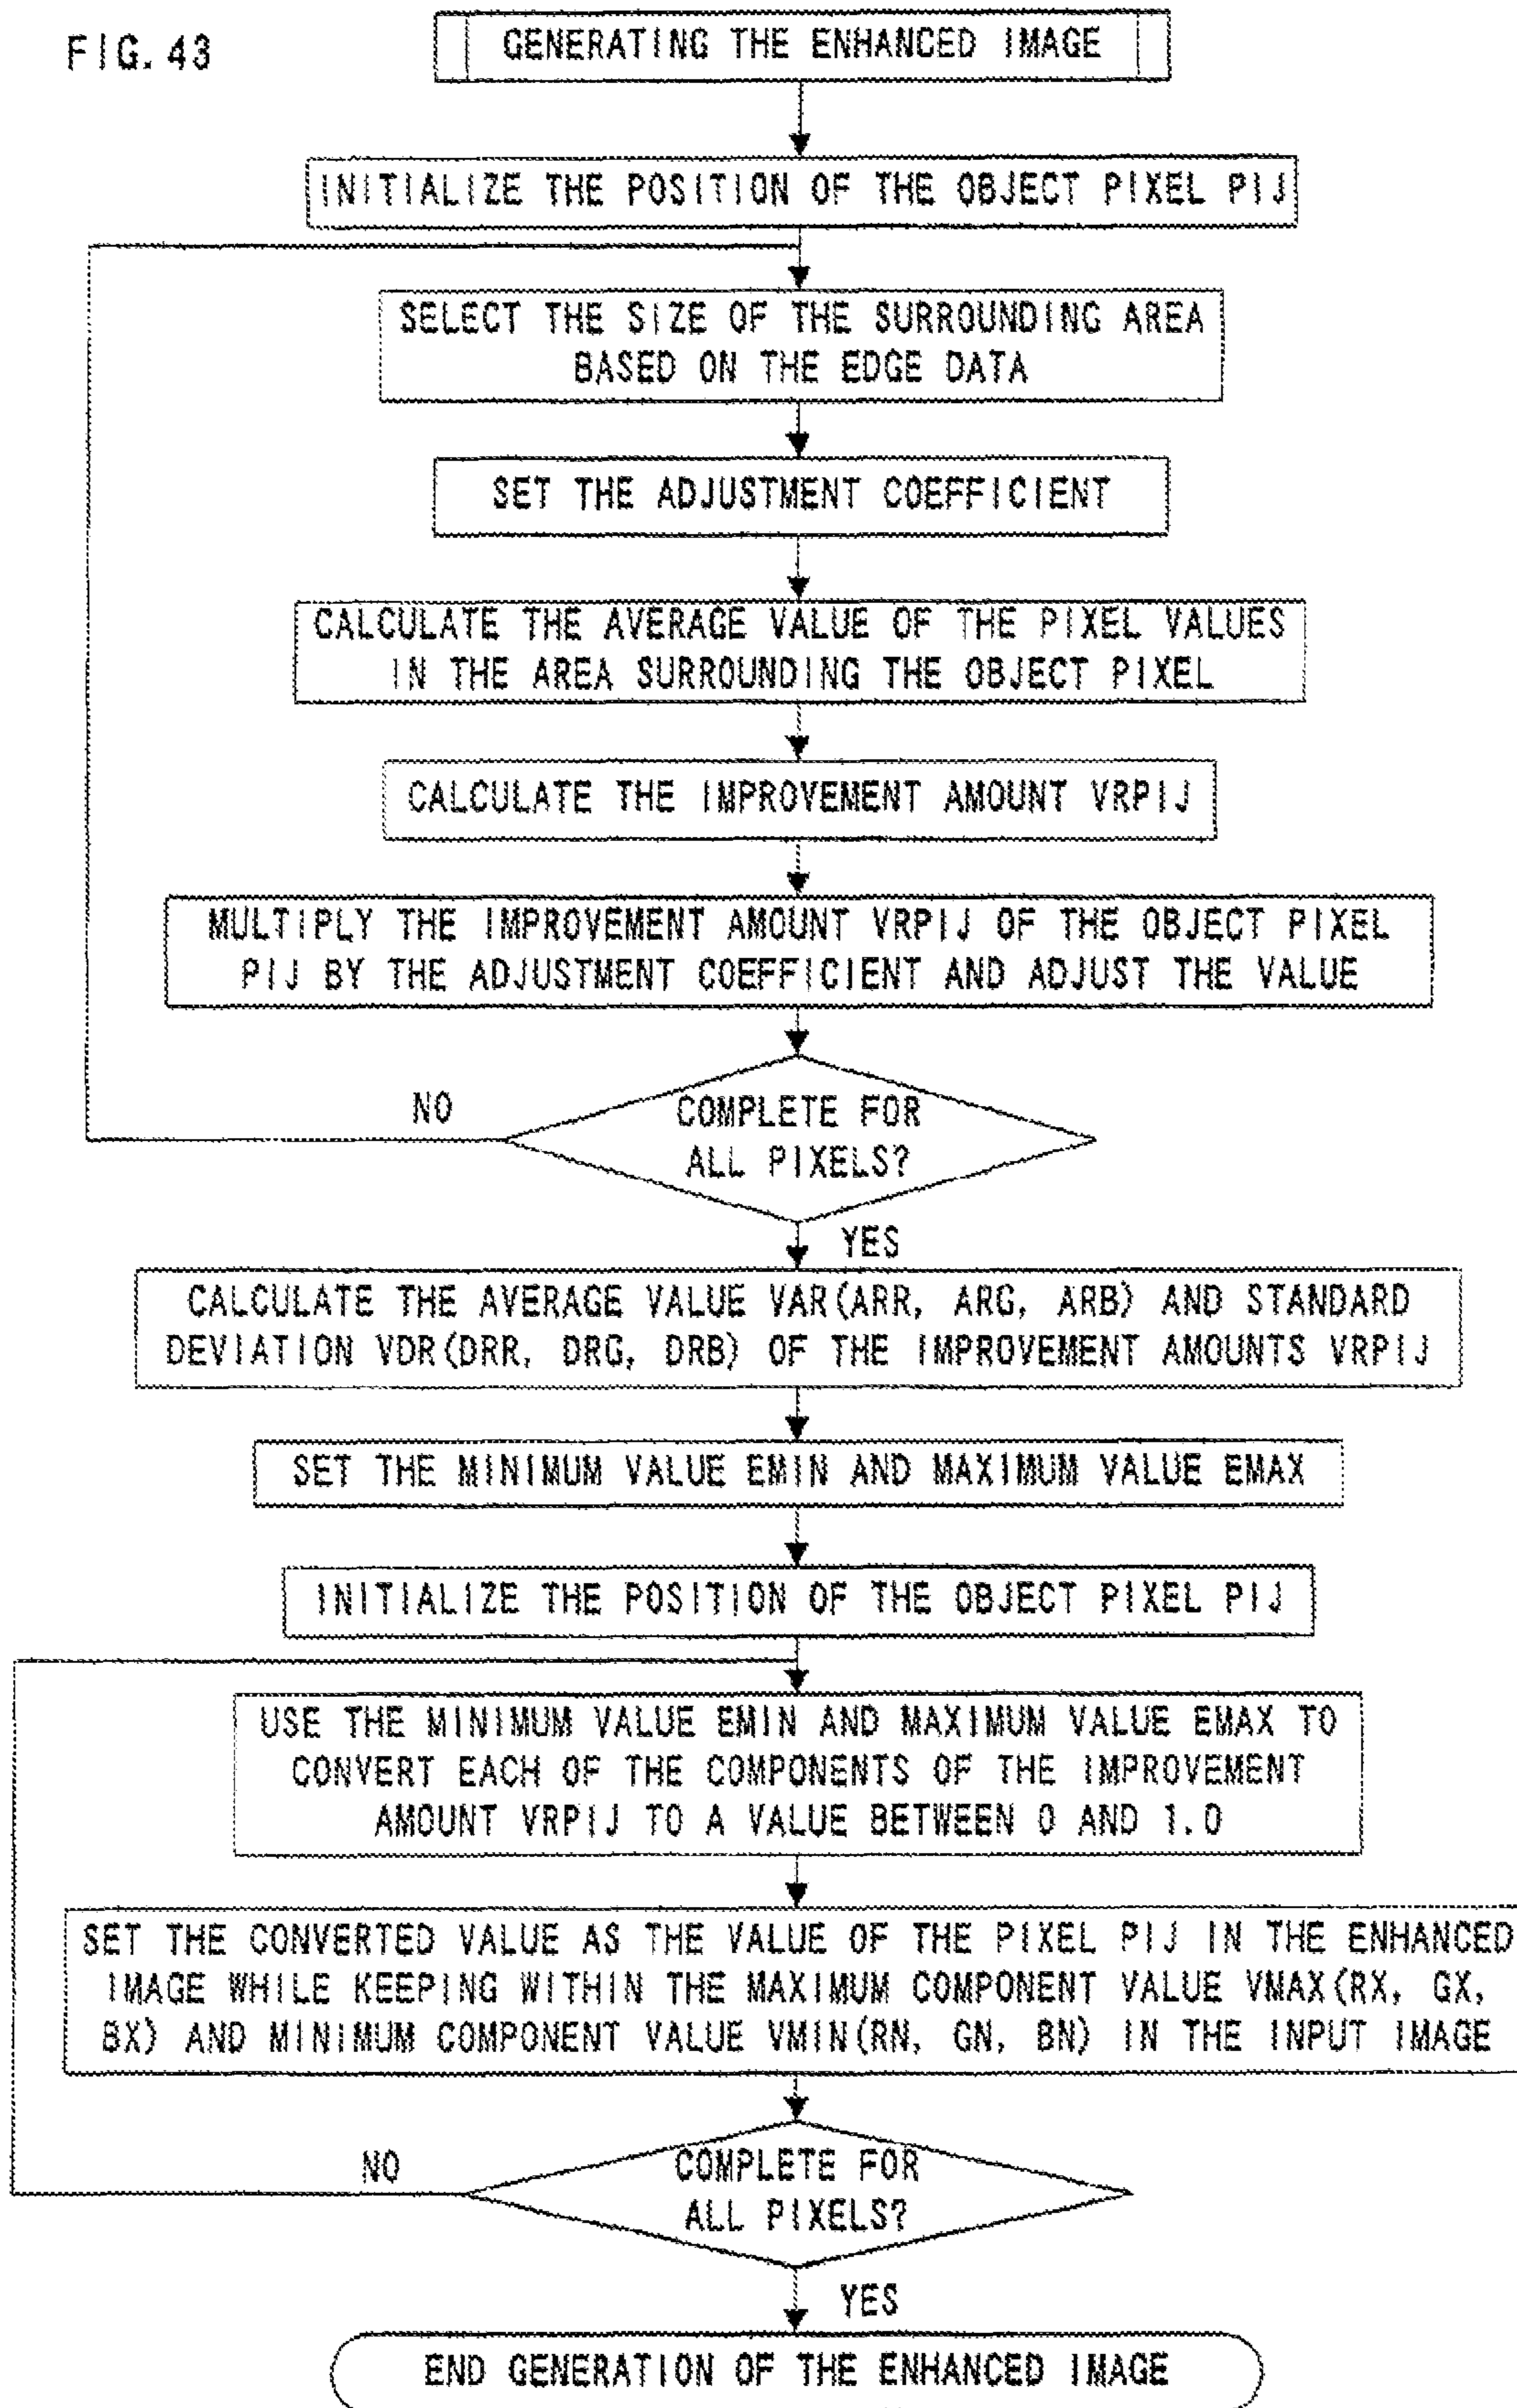 FIG. 43
GENERATING THE ENHANCED IMAGE
INITIALIZE THE POSITION OF THE OBJECT PIXEL PIJ
SELECT THE SIZE OF THE SURROUNDING AREA
BASED ON THE EDGE DATA
SET THE ADJUSTMENT COEFFICIENT
CALCULATE THE AVERAGE VALUE OF THE PIXEL VALUES
IN THE AREA SURROUNDING THE OBJECT PIXEL
CALCULATE THE IMPROVEMENT AMOUNT VRPIJ
MULTIPLY THE IMPROVEMENT AMOUNT VRPIJ OF THE OBJECT PIXEL
PIJ BY THE ADJUSTMENT COEFFICIENT AND ADJUST THE VALUE
NO
COMPLETE FOR
ALL PIXELS?
YES
CALCULATE THE AVERAGE VALUE VAR(ARR, ARG, ARB) AND STANDARD
DEVIATION VDR(DRR, DRG, DRB) OF THE IMPROVEMENT AMOUNTS VRPIJ
SET THE MINIMUM VALUE EMIN AND MAXIMUM VALUE EMAX
INITIALIZE THE POSITION OF THE OBJECT PIXEL PIJ
USE THE MINIMUM VALUE EMIN AND MAXIMUM VALUE EMAX TO
CONVERT EACH OF THE COMPONENTS OF THE IMPROVEMENT
AMOUNT VRPIJ TO A VALUE BETWEEN 0 AND 1.0
SET THE CONVERTED VALUE AS THE VALUE OF THE PIXEL PIJ IN THE ENHANCED
IMAGE WHILE KEEPING WITHIN THE MAXIMUM COMPONENT VALUE VMAX(RX, GX,
BX) AND MINIMUM COMPONENT VALUE VMIN(RN, GN, BN) IN THE INPUT IMAGE
NO
COMPLETE FOR
ALL PIXELS?
YES
END GENERATION OF THE ENHANCED IMAGE